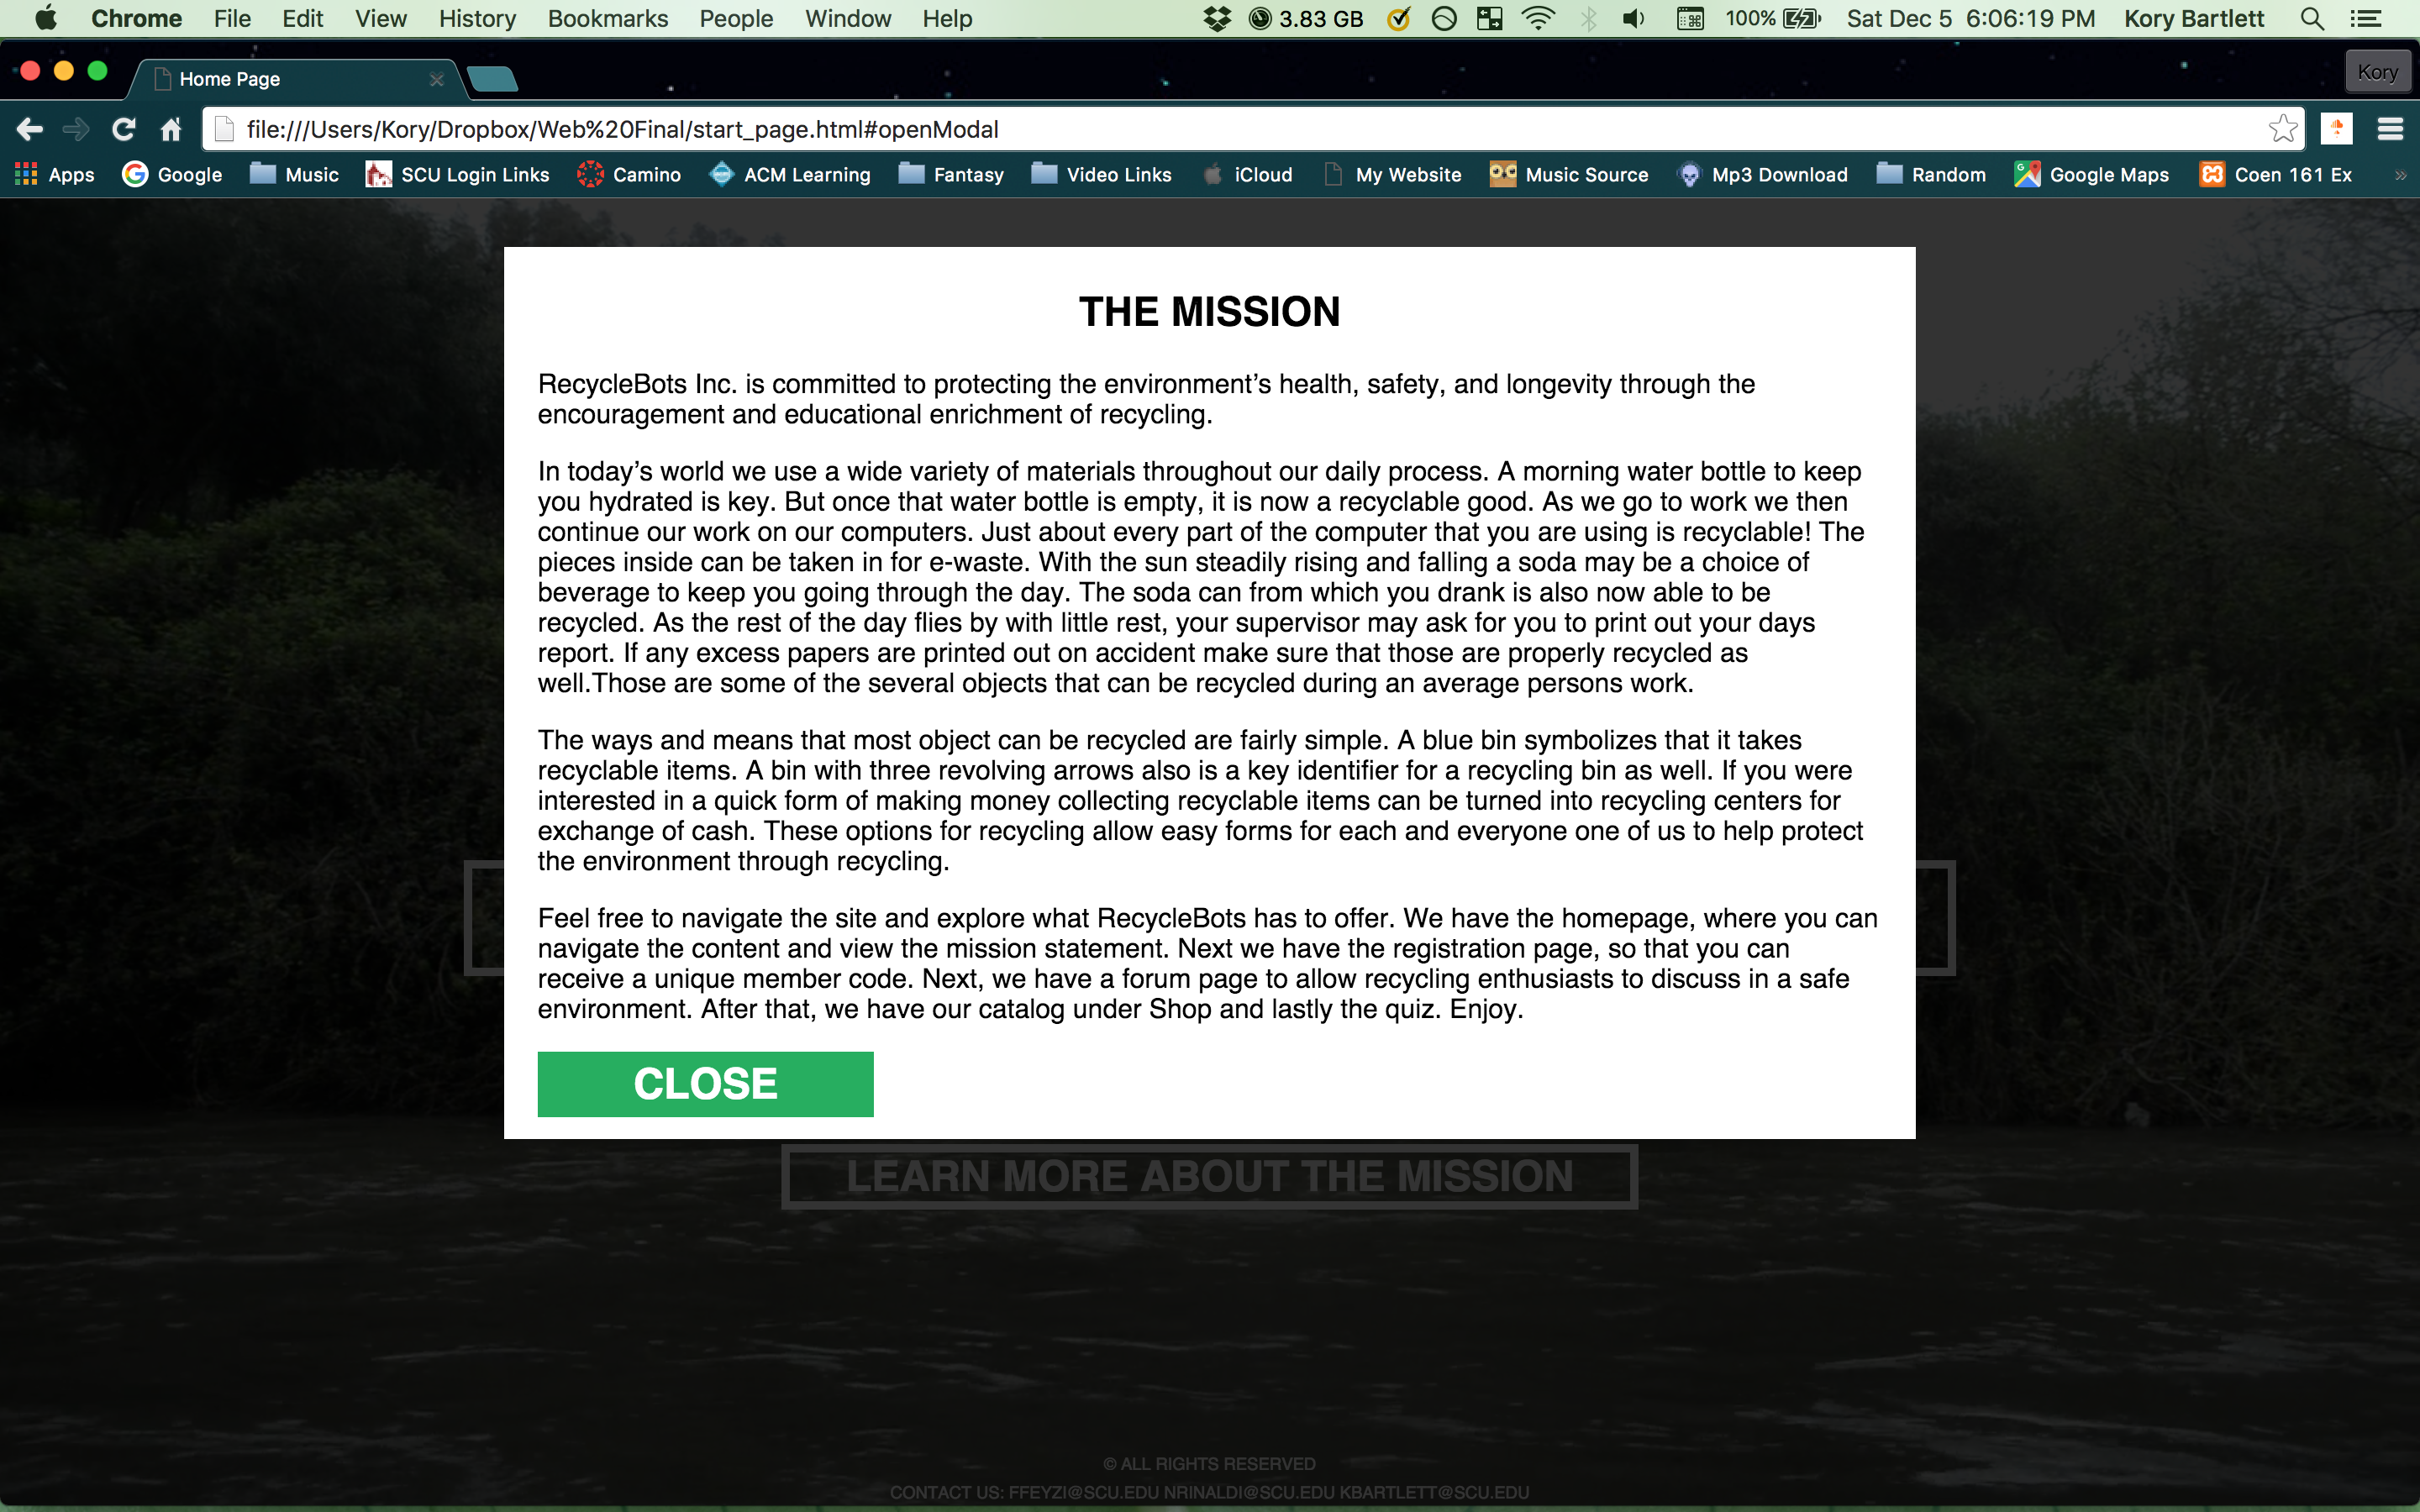 Chrome File Edit View History Bookmarks People Window Help 3.83 GB 100% Sat Dec 5 6:06:19 PM Kory Bartlett
Home Page Kory
file:///Users/Kory/Dropbox/Web%20Final/start_page.html#openModal
Apps Google Music SCU Login Links Camino ACM Learning Fantasy Video Links iCloud My Website Music Source Mp3 Download Random Google Maps Coen 161 Ex »
THE MISSION
RecycleBots Inc. is committed to protecting the environment’s health, safety, and longevity through the
encouragement and educational enrichment of recycling.
In today’s world we use a wide variety of materials throughout our daily process. A morning water bottle to keep
you hydrated is key. But once that water bottle is empty, it is now a recyclable good. As we go to work we then
continue our work on our computers. Just about every part of the computer that you are using is recyclable! The
pieces inside can be taken in for e-waste. With the sun steadily rising and falling a soda may be a choice of
beverage to keep you going through the day. The soda can from which you drank is also now able to be
recycled. As the rest of the day flies by with little rest, your supervisor may ask for you to print out your days
report. If any excess papers are printed out on accident make sure that those are properly recycled as
well.Those are some of the several objects that can be recycled during an average persons work.
The ways and means that most object can be recycled are fairly simple. A blue bin symbolizes that it takes
recyclable items. A bin with three revolving arrows also is a key identifier for a recycling bin as well. If you were
interested in a quick form of making money collecting recyclable items can be turned into recycling centers for
exchange of cash. These options for recycling allow easy forms for each and everyone one of us to help protect
the environment through recycling.
Feel free to navigate the site and explore what RecycleBots has to offer. We have the homepage, where you can
navigate the content and view the mission statement. Next we have the registration page, so that you can
receive a unique member code. Next, we have a forum page to allow recycling enthusiasts to discuss in a safe
environment. After that, we have our catalog under Shop and lastly the quiz. Enjoy.
CLOSE
LEARN MORE ABOUT THE MISSION
© ALL RIGHTS RESERVED
CONTACT US: FFEYZI@SCU.EDU NRINALDI@SCU.EDU KBARTLETT@SCU.EDU